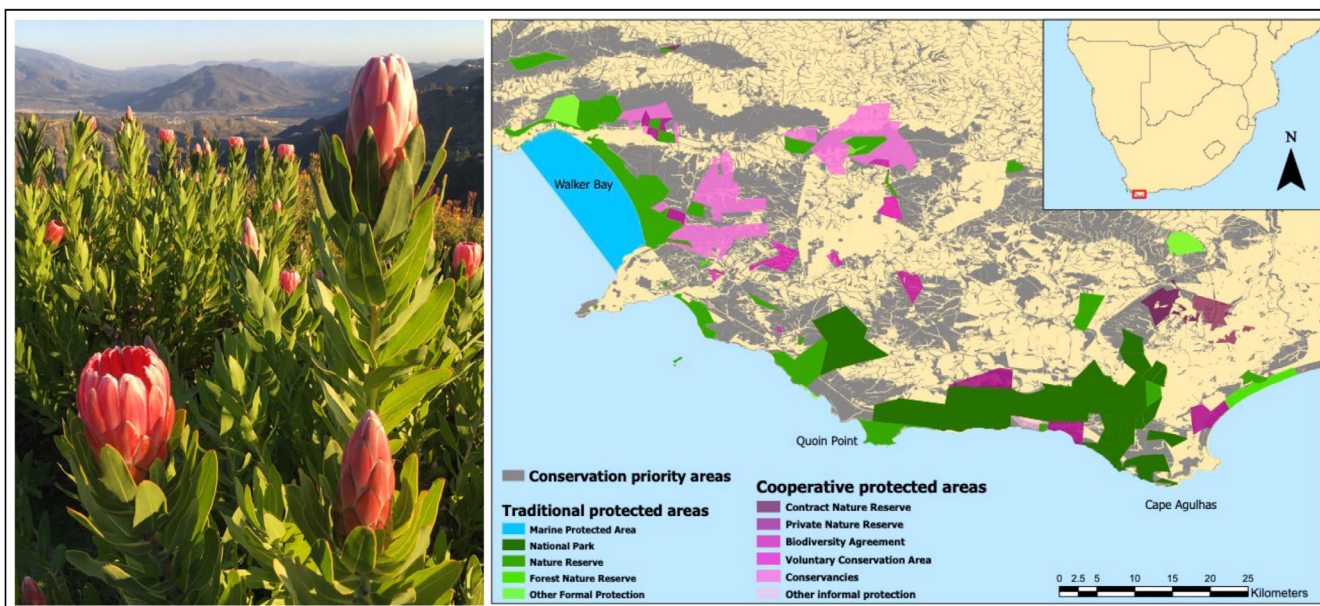 N
Walker Bay
Quoin Point
Cape Agulhas
Conservation priority areas
Traditional protected areas
Marine Protected Area
National Park
Nature Reserve
Forest Nature Reserve
Other Formal Protection
Cooperative protected areas
Contract Nature Reserve
Private Nature Reserve
Biodiversity Agreement
Voluntary Conservation Area
Conservancies
Other informal protection
0 2.5 5 10 15 20 25
Kilometers